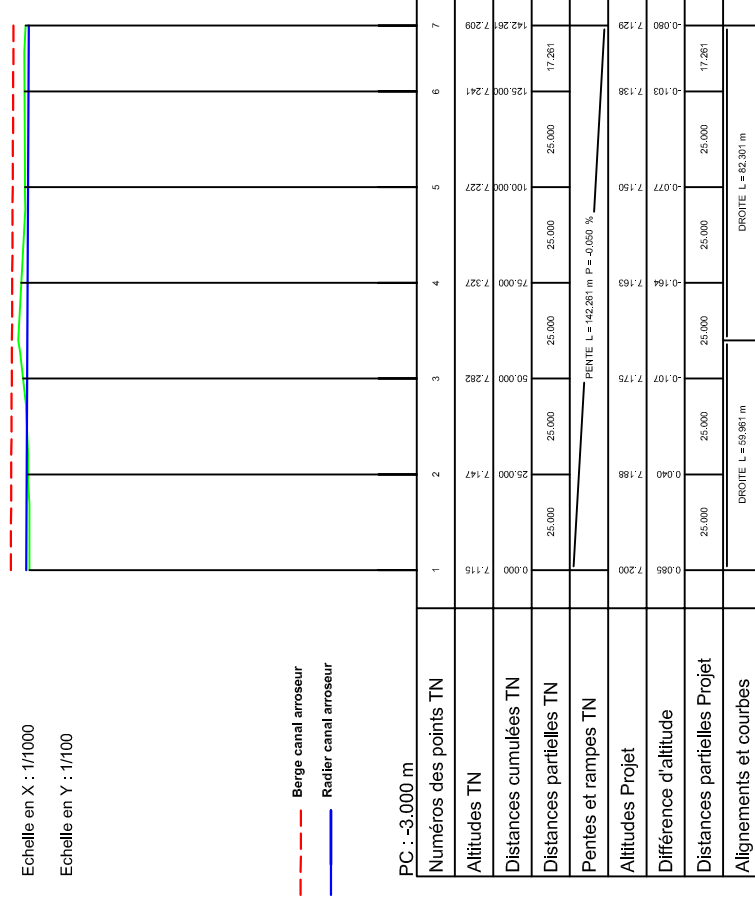 Echelle en X : 1/1000
Echelle en Y : 1/100
Berge canal arroseur
Radier canal arroseur
PC : -3.000 m
Numéros des points TN 1 2 3 4 5 6 7
Altitudes TN 7.115 7.147 7.282 7.327 7.227 7.241 7.209
Distances cumulées TN 0.000 25.000 50.000 75.000 100.000 125.000 142.261
Distances partielles TN 25.000 25.000 25.000 25.000 25.000 17.261
Pentes et rampes TN PENTE L = 142.261 m P = -0.050 %
Altitudes Projet 7.200 7.188 7.175 7.163 7.150 7.138 7.129
Différence d'altitude 0.085 0.040 -0.107 -0.164 -0.077 -0.103 -0.080
Distances partielles Projet 25.000 25.000 25.000 25.000 25.000 17.261
Alignements et courbes DROITE L = 59.961 m DROITE L = 82.301 m